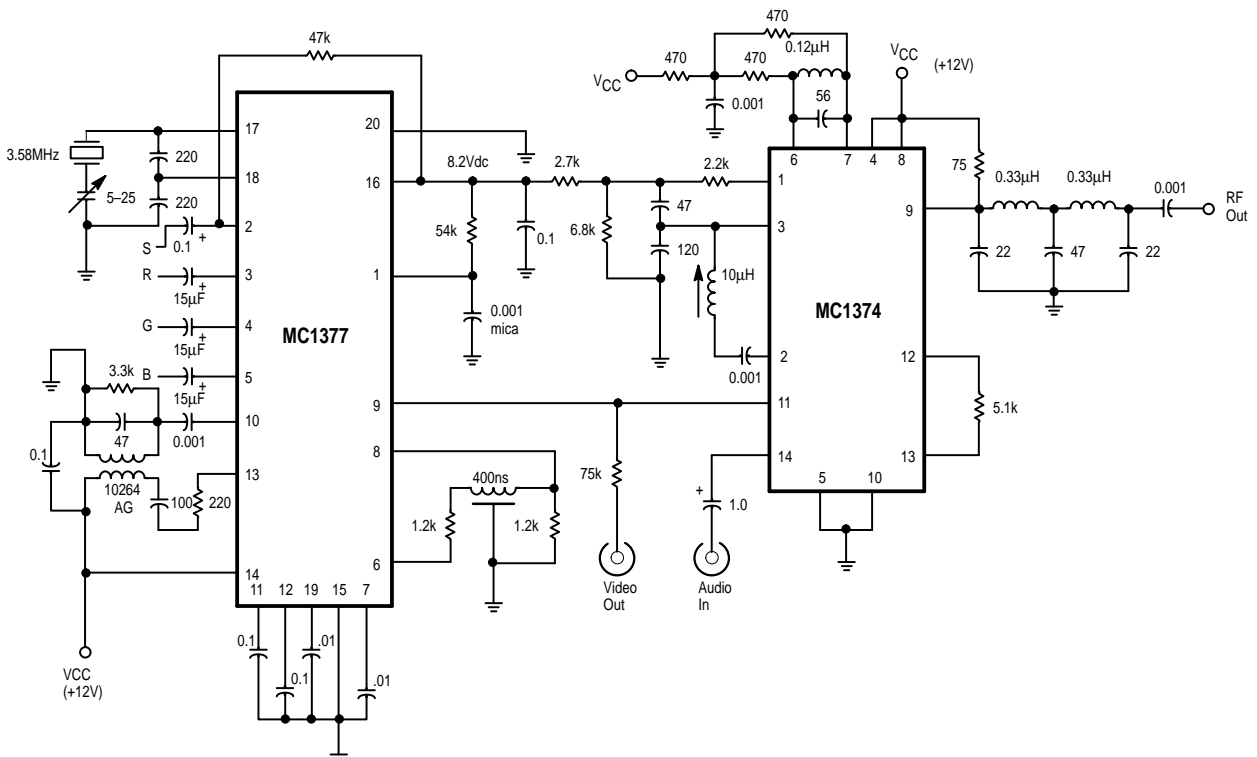 47k
17
20
3.58MHz
220
18
16
8.2Vdc
5–25
220
S
0.1
+
2
R
15µF
+
3
G
15µF
+
4
B
15µF
+
5
3.3k
47
0.001
10
0.1
10264
AG
100
220
13
14
VCC
(+12V)
MC1377
54k
1
0.001
mica
0.1
2.7k
6.8k
47
120
2.2k
10µH
0.001
9
8
400ns
1.2k
1.2k
6
75k
Video
Out
11
12
19
15
7
0.1
0.1
.01
.01
470
0.12µH
VCC
470
470
0.001
56
VCC
(+12V)
6
7
4
8
75
0.33µH
0.33µH
0.001
RF
Out
1
3
2
11
14
9
22
47
22
MC1374
12
5.1k
13
5
10
+
1.0
Audio
In